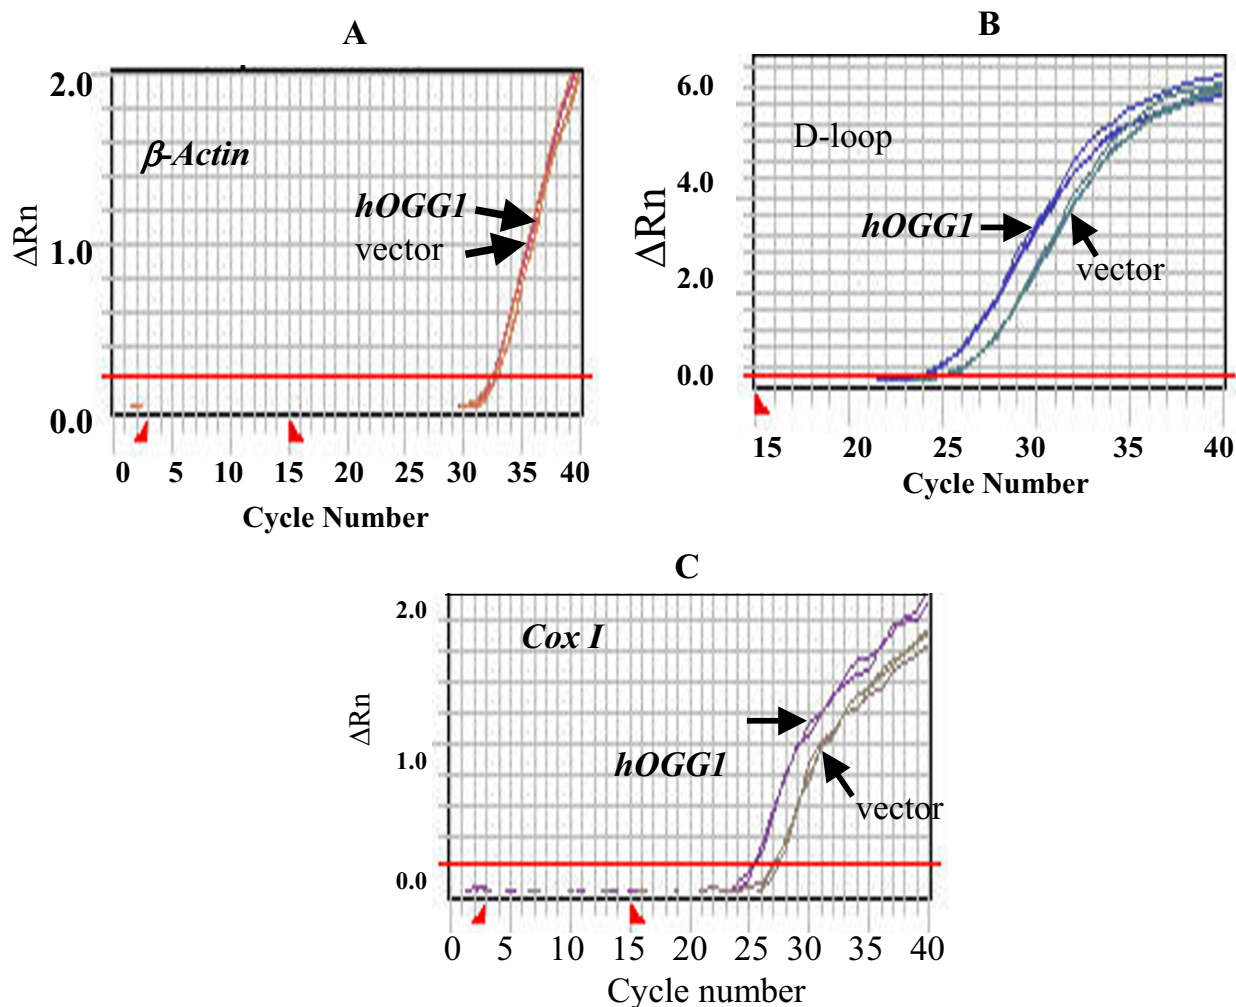 A
2.0
β-Actin
hOGG1
vector
1.0
ΔRn
0.0
0 5 10 15 20 25 30 35 40
Cycle Number
B
6.0
D-loop
4.0
hOGG1
vector
ΔRn
2.0
0.0
15 20 25 30 35 40
Cycle Number
C
2.0
Cox I
ΔRn
1.0
hOGG1
vector
0.0
0 5 10 15 20 25 30 35 40
Cycle number